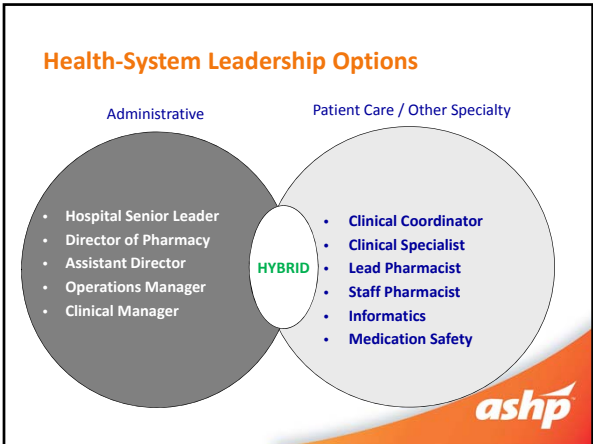 Health-System Leadership Options
Administrative
Patient Care / Other Specialty
• Hospital Senior Leader
• Director of Pharmacy
• Assistant Director
• Operations Manager
• Clinical Manager
HYBRID
• Clinical Coordinator
• Clinical Specialist
• Lead Pharmacist
• Staff Pharmacist
• Informatics
• Medication Safety
ashp